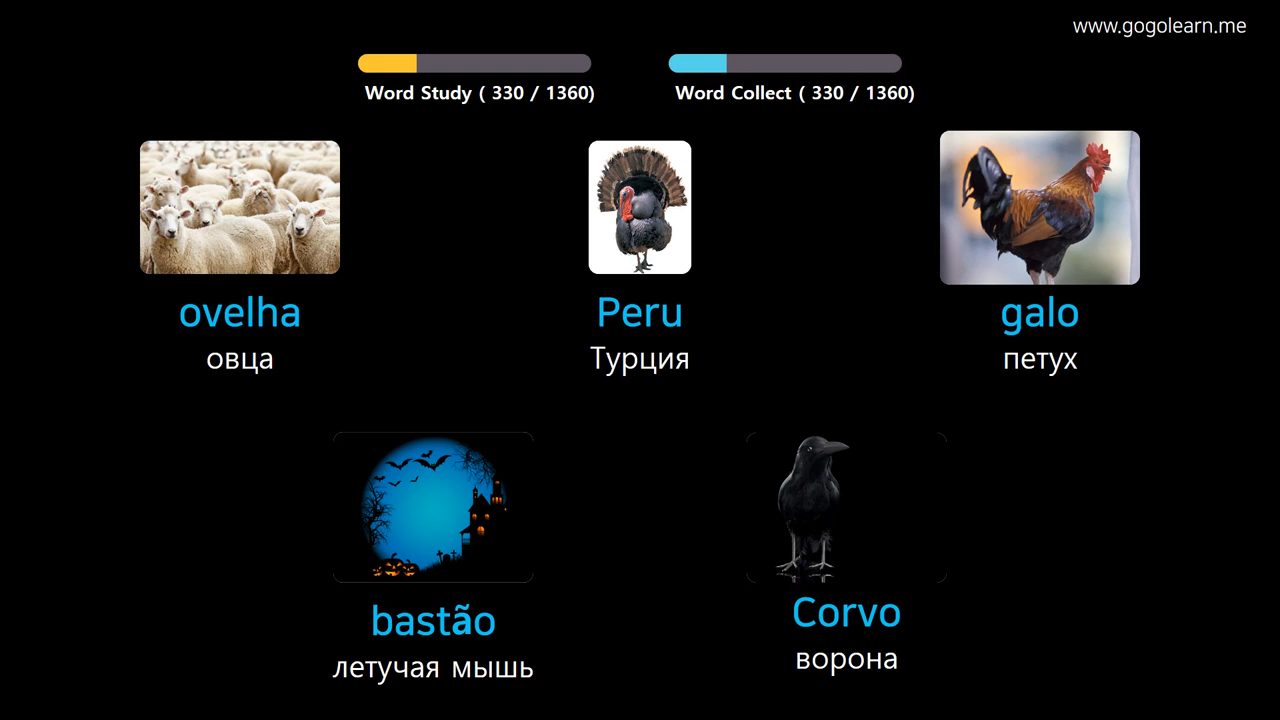 www.gogolearn.me
Word Study ( 330 / 1360)
Word Collect ( 330 / 1360)
ovelha
овца
Peru
Турция
galo
петух
bastão
летучая мышь
Corvo
ворона